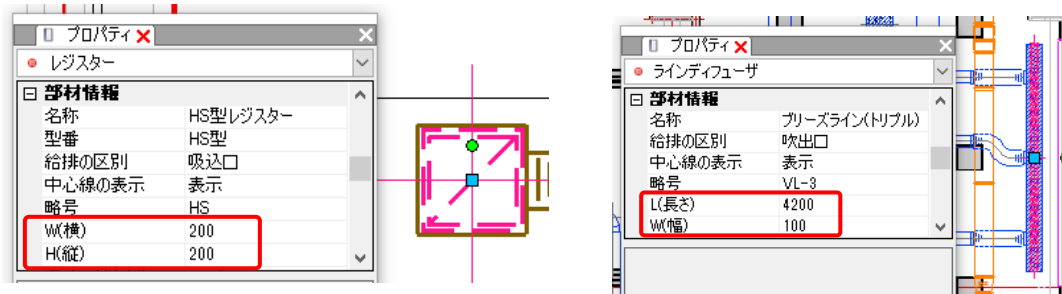 プロパティ
レジスター
部材情報
名称 HS型レジスター
型番 HS型
給排の区別 吸込口
中心線の表示 表示
略号 HS
W(横) 200
H(縦) 200
プロパティ
ラインディフューザ
部材情報
名称 ブリーズライン(トリプル)
給排の区別 吹出口
中心線の表示 表示
略号 VL-3
L(長さ) 4200
W(幅) 100